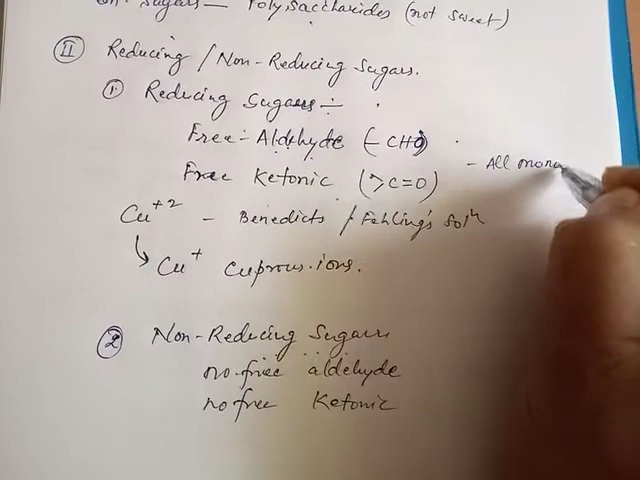 Sugars — Polysaccharides (not sweet)
II Reducing / Non-Reducing Sugars.
1 Reducing Sugars :-
Free - Aldehyde (-CHO)
Free Ketonic (>C=O)
- All mono
Cu+2 - Benedicts / Fehling's Soln
↳ Cu+ Cuprous ions.
2 Non-Reducing Sugars
no free aldehyde
no free Ketonic